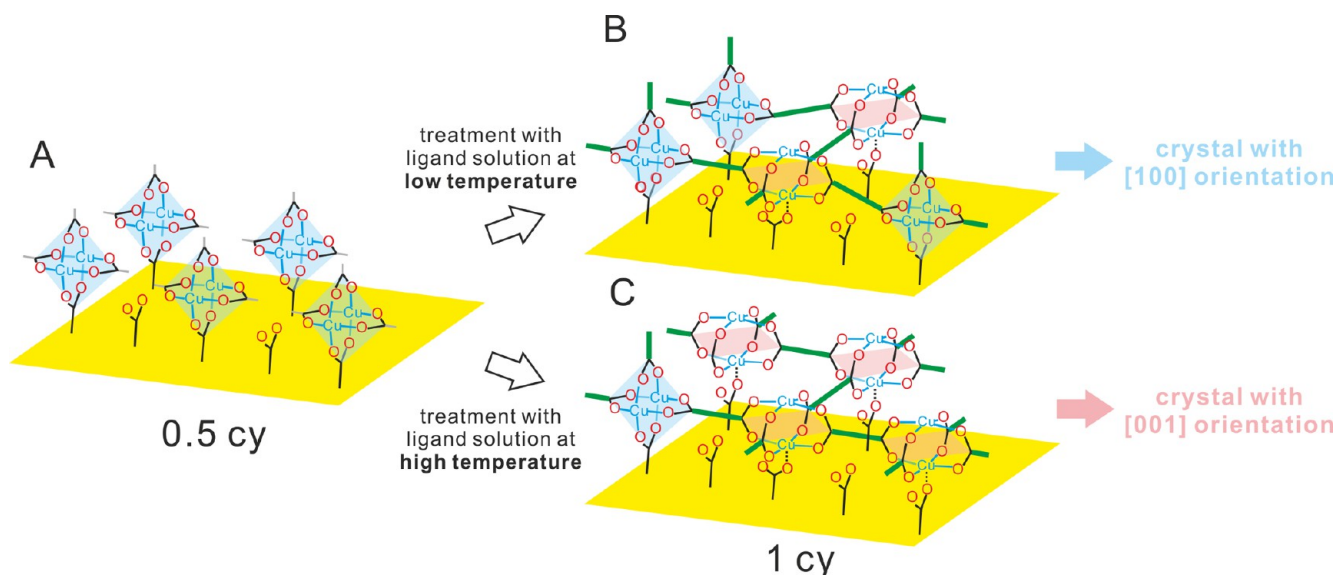 A
0.5 cy
treatment with
ligand solution at
low temperature
treatment with
ligand solution at
high temperature
B
crystal with
[100] orientation
C
crystal with
[001] orientation
1 cy